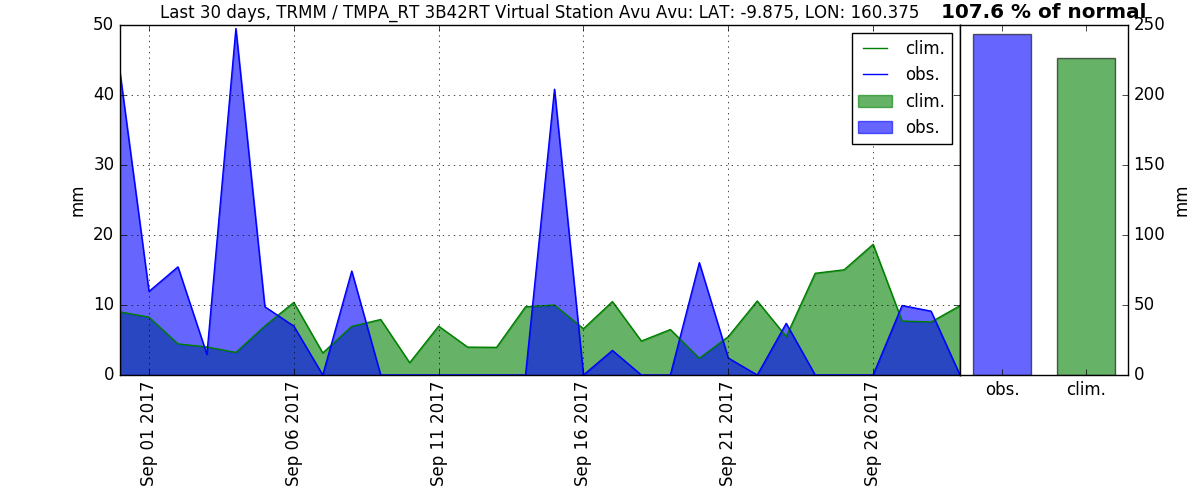 Last 30 days, TRMM / TMPA_RT 3B42RT Virtual Station Avu Avu: LAT: -9.875, LON: 160.375
107.6 % of normal
50
40
30
20
10
0
mm
clim.
obs.
clim.
obs.
Sep 01 2017
Sep 06 2017
Sep 11 2017
Sep 16 2017
Sep 21 2017
Sep 26 2017
250
200
150
100
50
0
mm
obs.
clim.